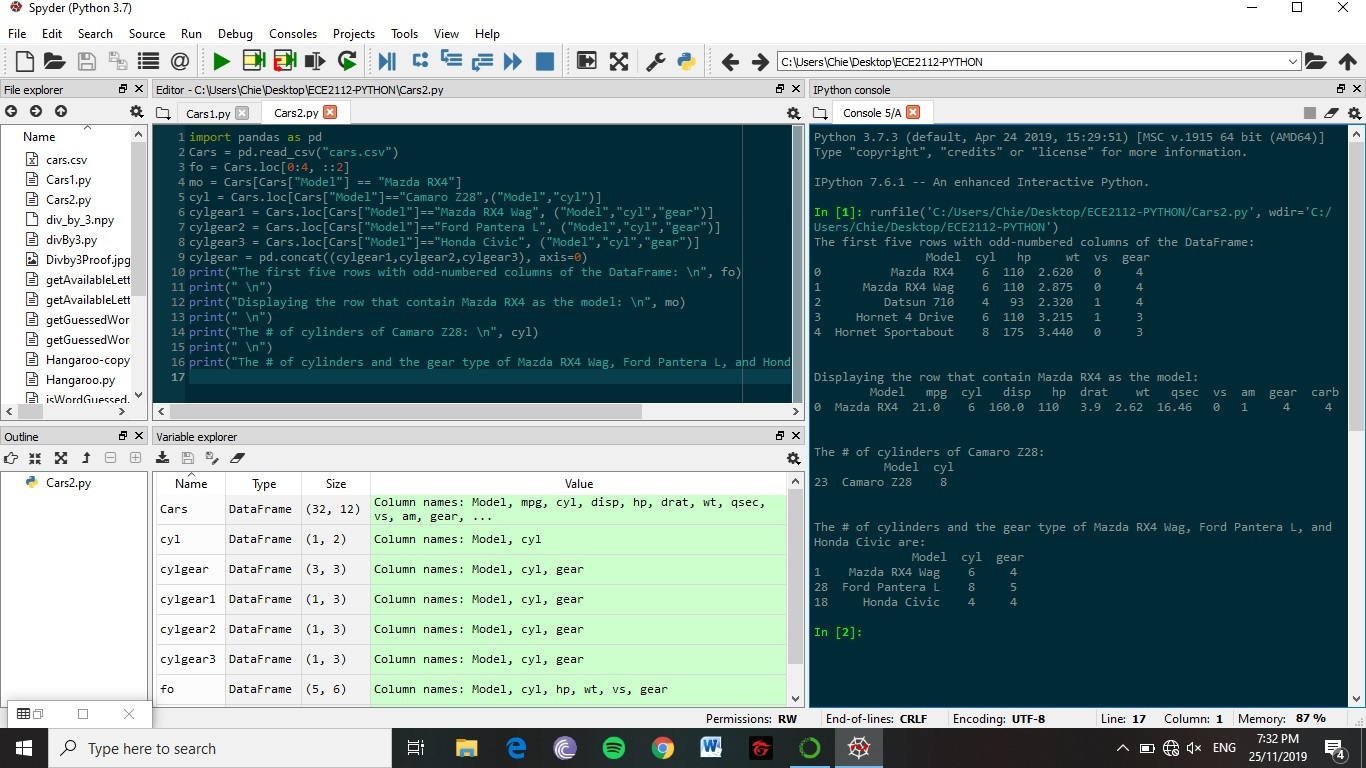 Spyder (Python 3.7)
File Edit Search Source Run Debug Consoles Projects Tools View Help
C:\Users\Chie\Desktop\ECE2112-PYTHON
File explorer
Name
cars.csv
Cars1.py
Cars2.py
div_by_3.npy
divBy3.py
Divby3Proof.jpg
getAvailableLett
getAvailableLett
getGuessedWor
getGuessedWor
Hangaroo-copy
Hangaroo.py
isWordGuessed.
Outline
Cars2.py
Editor - C:\Users\Chie\Desktop\ECE2112-PYTHON\Cars2.py
Cars1.py Cars2.py
1 import pandas as pd
2 Cars = pd.read_csv("cars.csv")
3 fo = Cars.loc[0:4, ::2]
4 mo = Cars[Cars["Model"] == "Mazda RX4"]
5 cyl = Cars.loc[Cars["Model"]=="Camaro Z28",("Model","cyl")]
6 cylgear1 = Cars.loc[Cars["Model"]=="Mazda RX4 Wag", ("Model","cyl","gear")]
7 cylgear2 = Cars.loc[Cars["Model"]=="Ford Pantera L", ("Model","cyl","gear")]
8 cylgear3 = Cars.loc[Cars["Model"]=="Honda Civic", ("Model","cyl","gear")]
9 cylgear = pd.concat((cylgear1,cylgear2,cylgear3), axis=0)
10 print("The first five rows with odd-numbered columns of the DataFrame: \n", fo)
11 print(" \n")
12 print("Displaying the row that contain Mazda RX4 as the model: \n", mo)
13 print(" \n")
14 print("The # of cylinders of Camaro Z28: \n", cyl)
15 print(" \n")
16 print("The # of cylinders and the gear type of Mazda RX4 Wag, Ford Pantera L, and Hond
17
Variable explorer
Name Type Size Value
Cars DataFrame (32, 12) Column names: Model, mpg, cyl, disp, hp, drat, wt, qsec,
vs, am, gear, ...
cyl DataFrame (1, 2) Column names: Model, cyl
cylgear DataFrame (3, 3) Column names: Model, cyl, gear
cylgear1 DataFrame (1, 3) Column names: Model, cyl, gear
cylgear2 DataFrame (1, 3) Column names: Model, cyl, gear
cylgear3 DataFrame (1, 3) Column names: Model, cyl, gear
fo DataFrame (5, 6) Column names: Model, cyl, hp, wt, vs, gear
IPython console
Console 5/A
Python 3.7.3 (default, Apr 24 2019, 15:29:51) [MSC v.1915 64 bit (AMD64)]
Type "copyright", "credits" or "license" for more information.
IPython 7.6.1 -- An enhanced Interactive Python.
In [1]: runfile('C:/Users/Chie/Desktop/ECE2112-PYTHON/Cars2.py', wdir='C:/
Users/Chie/Desktop/ECE2112-PYTHON')
The first five rows with odd-numbered columns of the DataFrame:
Model cyl hp wt vs gear
0 Mazda RX4 6 110 2.620 0 4
1 Mazda RX4 Wag 6 110 2.875 0 4
2 Datsun 710 4 93 2.320 1 4
3 Hornet 4 Drive 6 110 3.215 1 3
4 Hornet Sportabout 8 175 3.440 0 3
Displaying the row that contain Mazda RX4 as the model:
Model mpg cyl disp hp drat wt qsec vs am gear carb
0 Mazda RX4 21.0 6 160.0 110 3.9 2.62 16.46 0 1 4 4
The # of cylinders of Camaro Z28:
Model cyl
23 Camaro Z28 8
The # of cylinders and the gear type of Mazda RX4 Wag, Ford Pantera L, and
Honda Civic are:
Model cyl gear
1 Mazda RX4 Wag 6 4
28 Ford Pantera L 8 5
18 Honda Civic 4 4
In [2]:
Permissions: RW End-of-lines: CRLF Encoding: UTF-8 Line: 17 Column: 1 Memory: 87 %
Type here to search
ENG
7:32 PM
25/11/2019
4